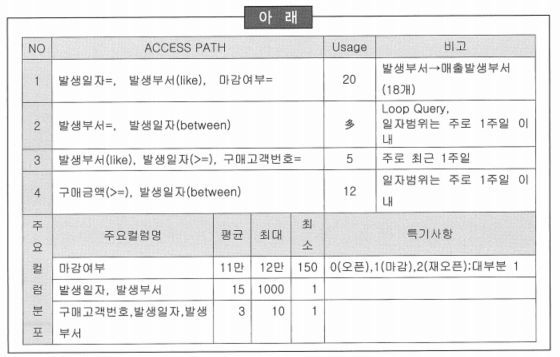 아 래
NO ACCESS PATH Usage 비고
1 발생일자=, 발생부서(like), 마감여부= 20 발생부서→매출발생부서
(18개)
2 발생부서=, 발생일자(between) 多 Loop Query,
일자범위는 주로 1주일 이
내
3 발생부서(like), 발생일자(>=), 구매고객번호= 5 주로 최근 1주일
4 구매금액(>=), 발생일자(between) 12 일자범위는 주로 1주일 이
내
주
요
컬
럼
분
포
주요컬럼명 평균 최대 최
소
특기사항
마감여부 11만 12만 150 0(오픈),1(마감),2(재오픈);대부분 1
발생일자, 발생부서 15 1000 1
구매고객번호,발생일자,발생
부서 3 10 1